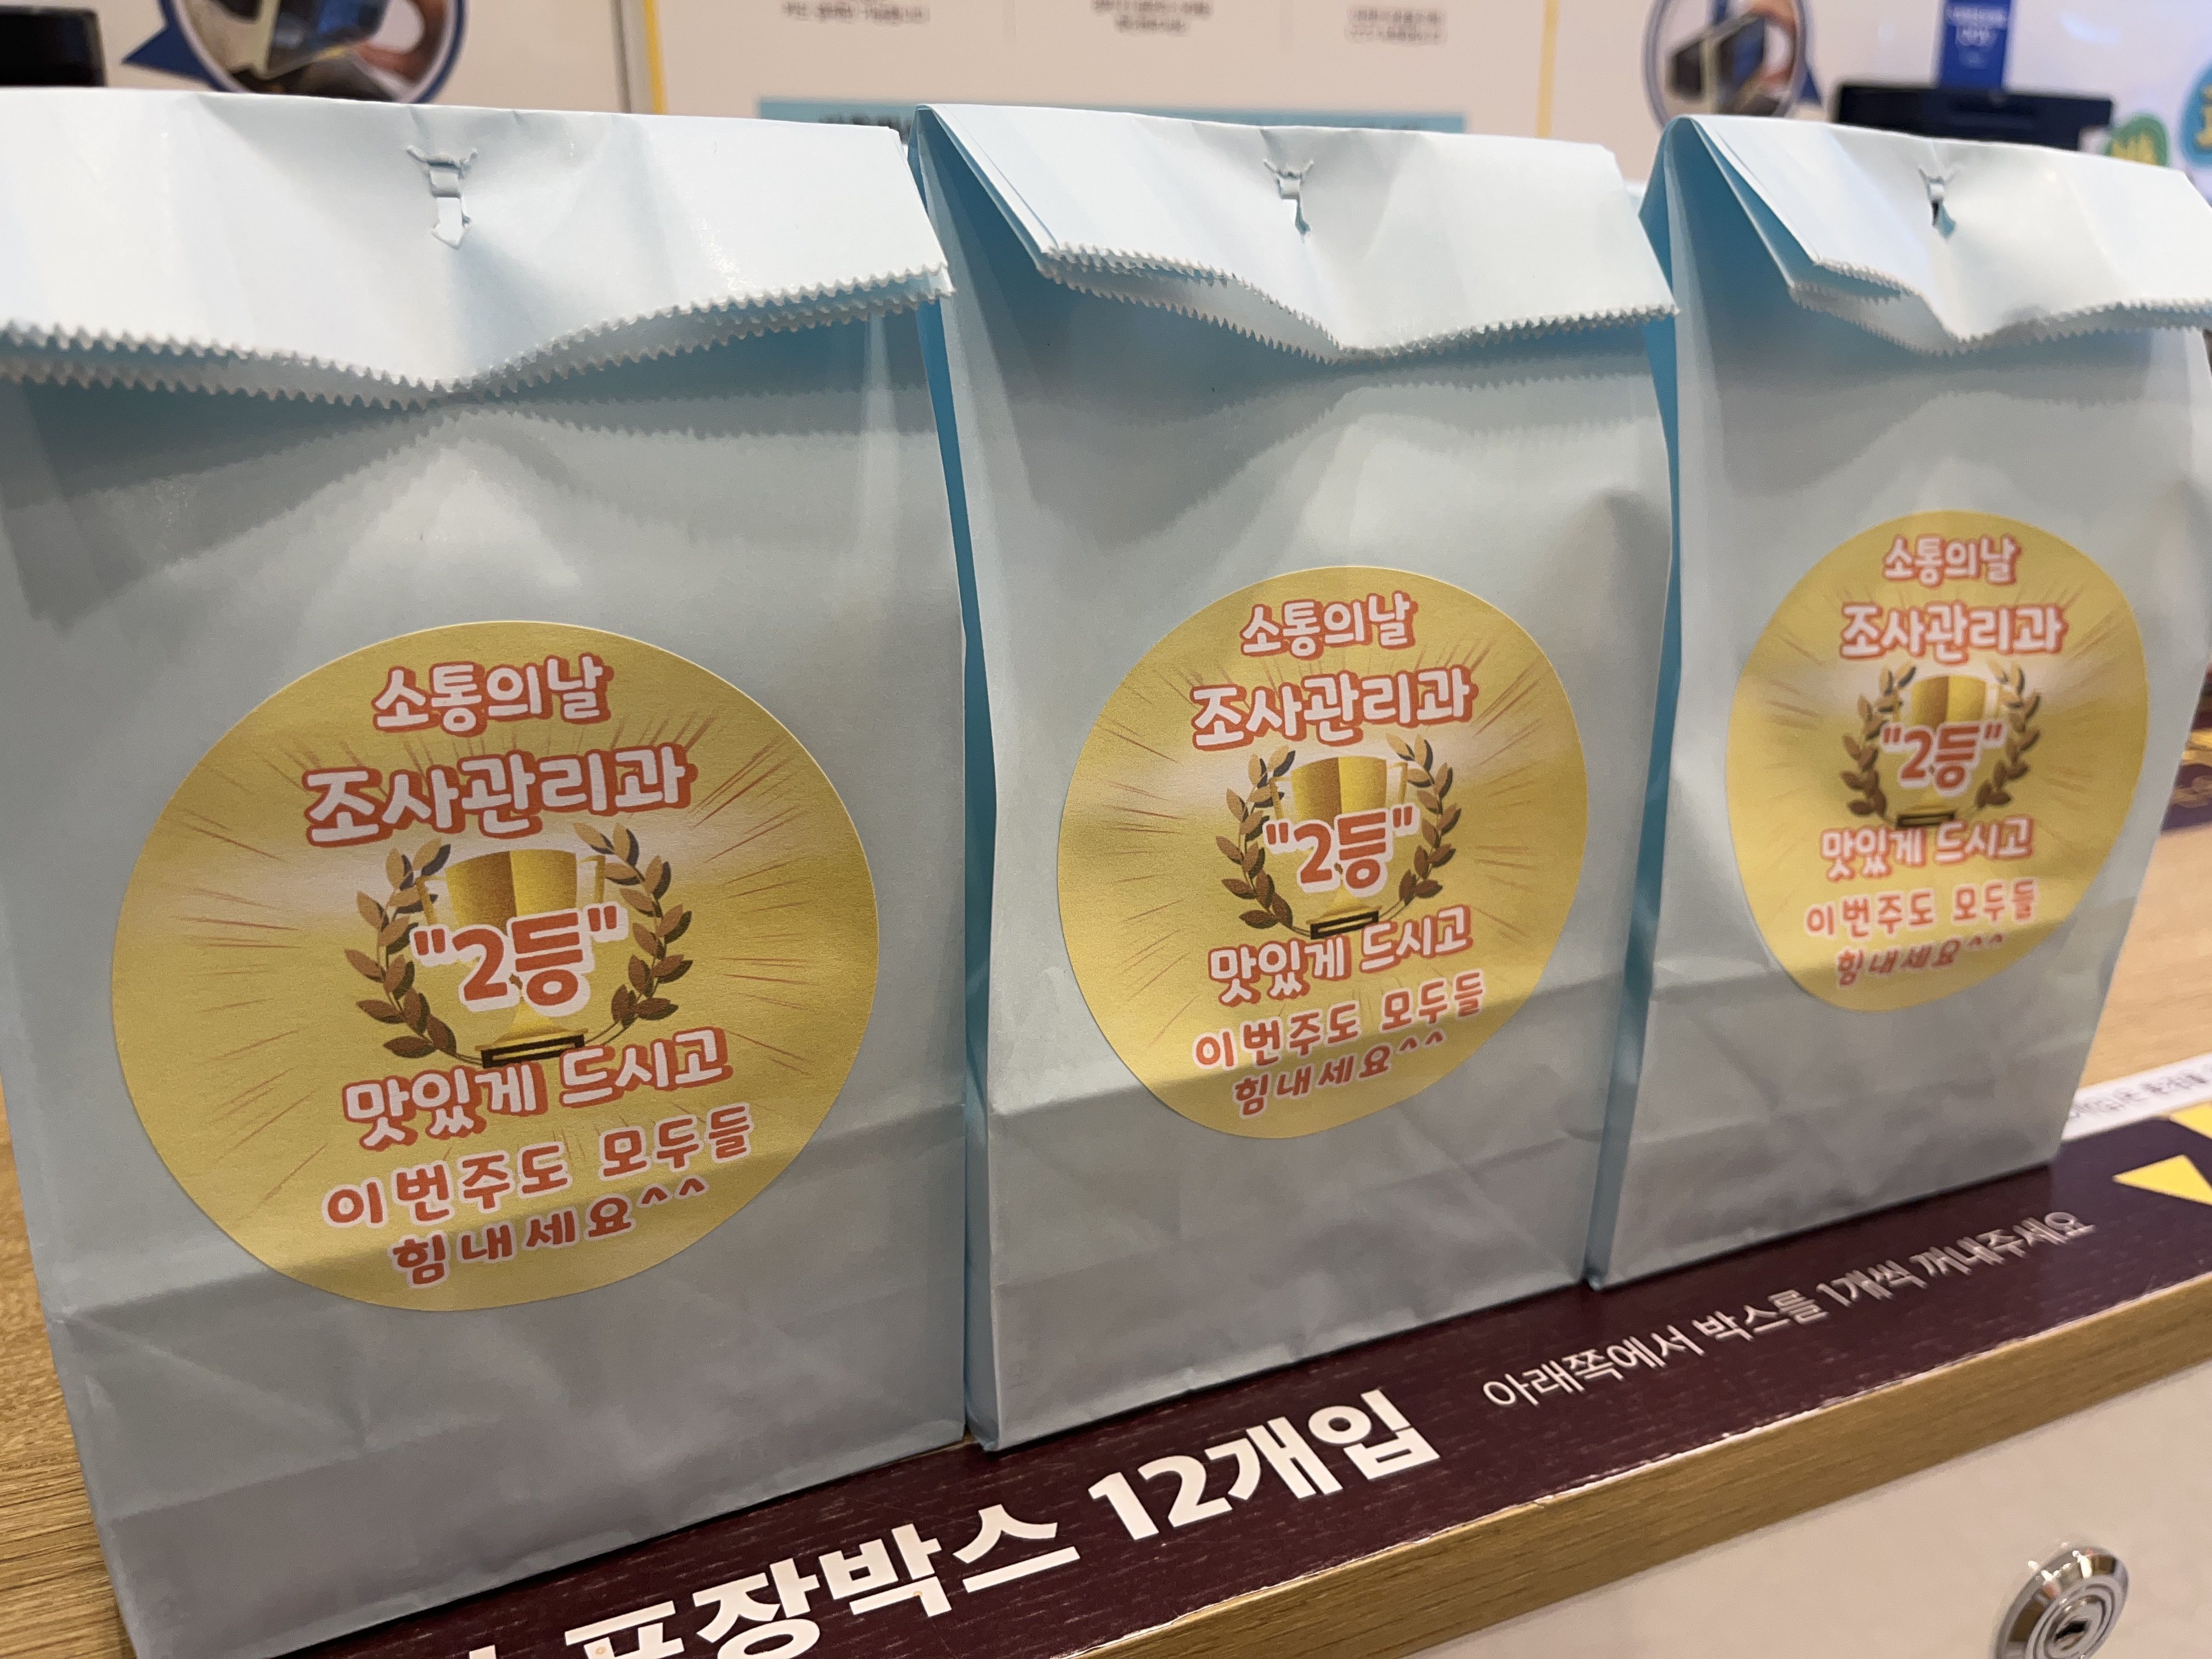 소통의날
조사관리과
"2등"
맛있게 드시고
이번주도 모두들
힘내세요^^
소통의날
조사관리과
"2등"
맛있게 드시고
이번주도 모두들
힘내세요^^
소통의날
조사관리과
"2등"
맛있게 드시고
이번주도 모두들
힘내세요^^
포장박스 12개입
아래쪽에서 박스를 1개씩 꺼내주세요